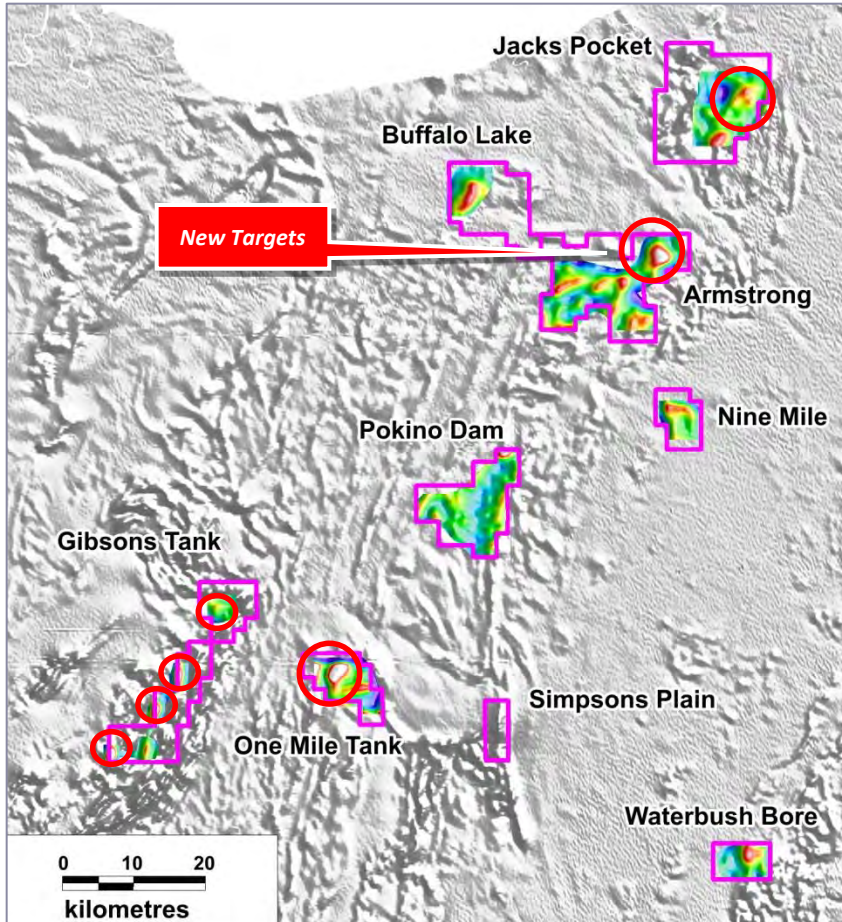 Jacks Pocket
Buffalo Lake
New Targets
Armstrong
Nine Mile
Pokino Dam
Gibsons Tank
Simpsons Plain
One Mile Tank
Waterbush Bore
0 10 20
kilometres